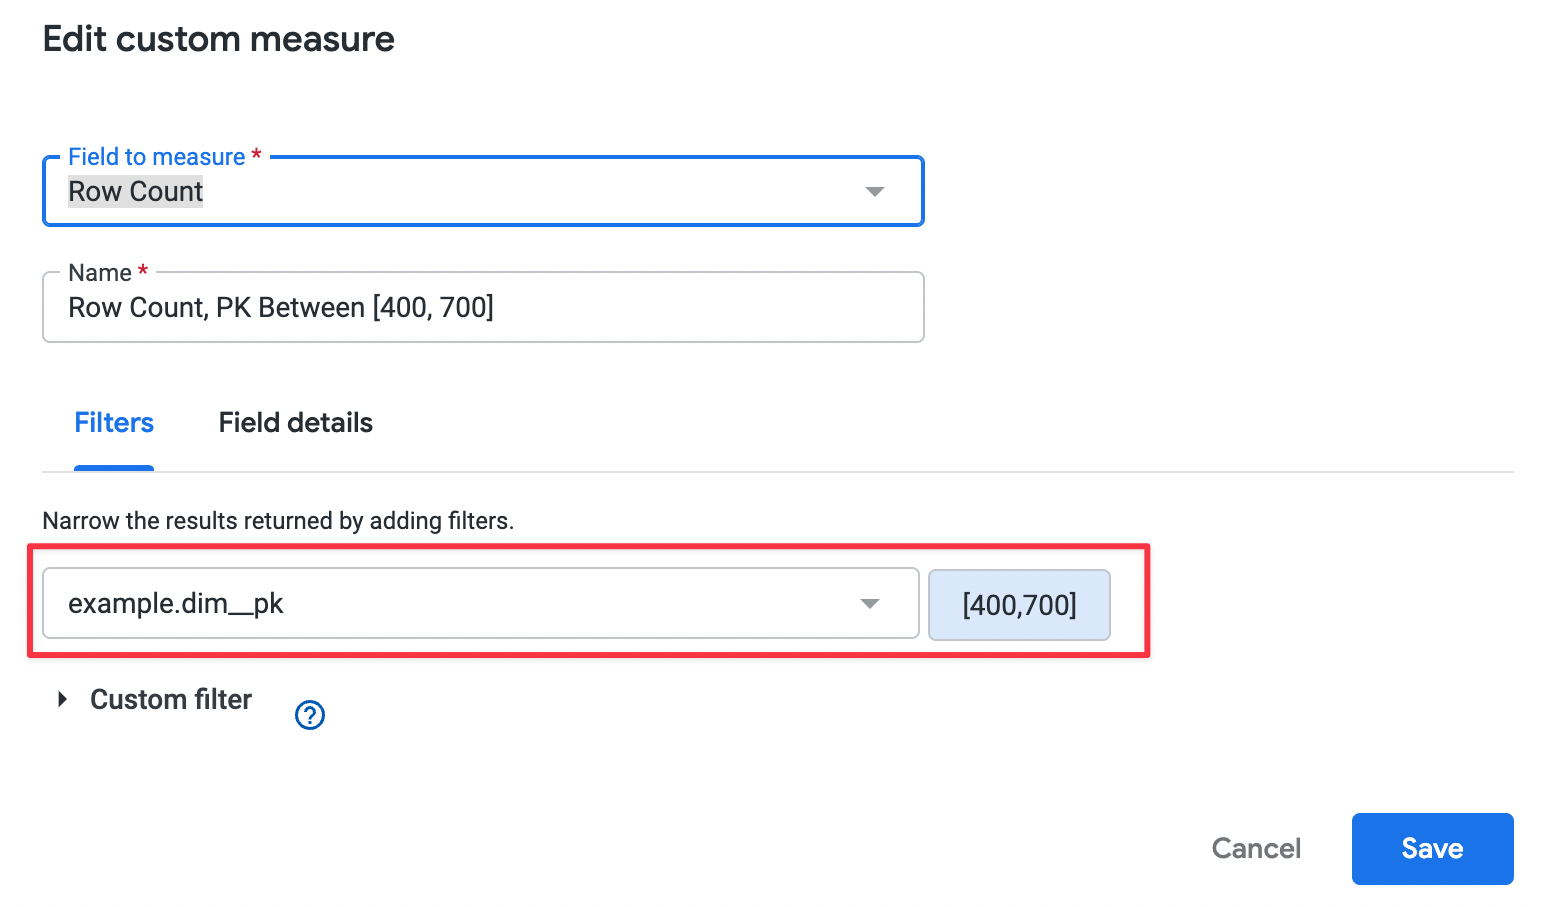 Edit custom measure
Field to measure *
Row Count
Name *
Row Count, PK Between [400, 700]
Filters Field details
Narrow the results returned by adding filters.
example.dim__pk [400,700]
Custom filter ?
Cancel Save